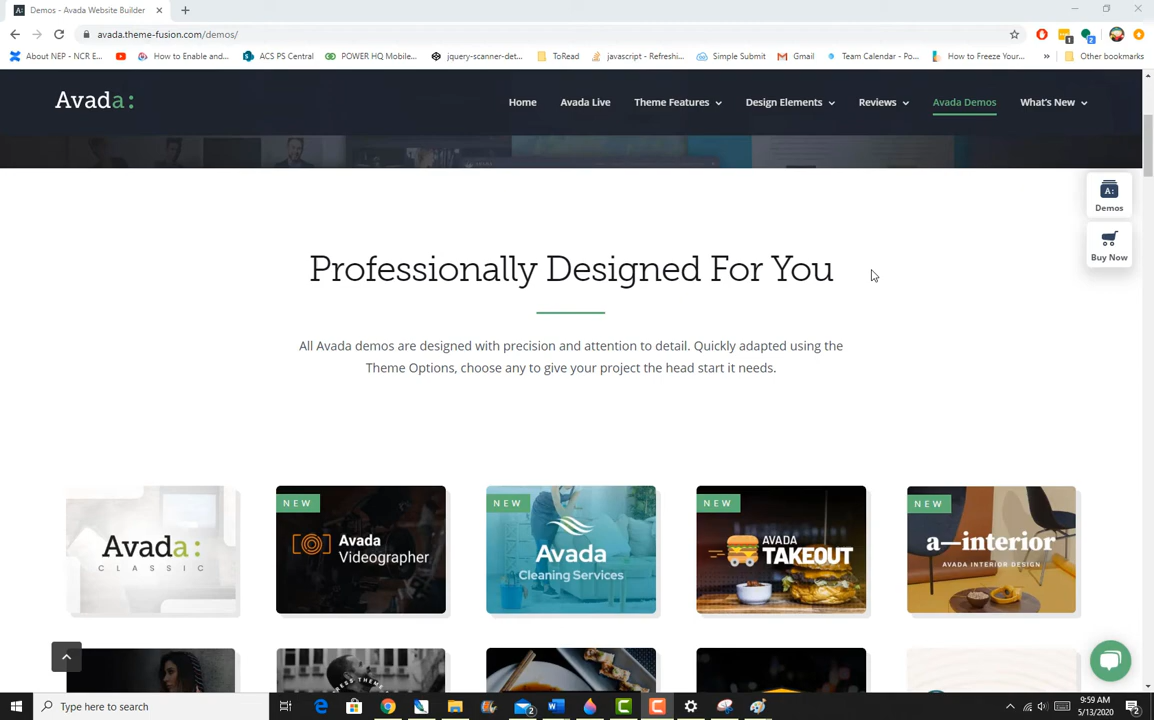 Demos - Avada Website Builder
avada.theme-fusion.com/demos/
About NEP - NCR E...
How to Enable and...
ACS PS Central
POWER HQ Mobile...
jquery-scanner-det...
ToRead
javascript - Refreshi...
Simple Submit
Gmail
Team Calendar - Po...
How to Freeze Your...
Other bookmarks
Avada:
Home
Avada Live
Theme Features
Design Elements
Reviews
Avada Demos
What's New
A:
Demos
Buy Now
Professionally Designed For You
All Avada demos are designed with precision and attention to detail. Quickly adapted using the
Theme Options, choose any to give your project the head start it needs.
Avada:
CLASSIC
NEW
Avada
Videographer
NEW
Avada
Cleaning Services
NEW
AVADA
TAKEOUT
NEW
a—interior
AVADA INTERIOR DESIGN
Type here to search
9:59 AM
5/13/2020